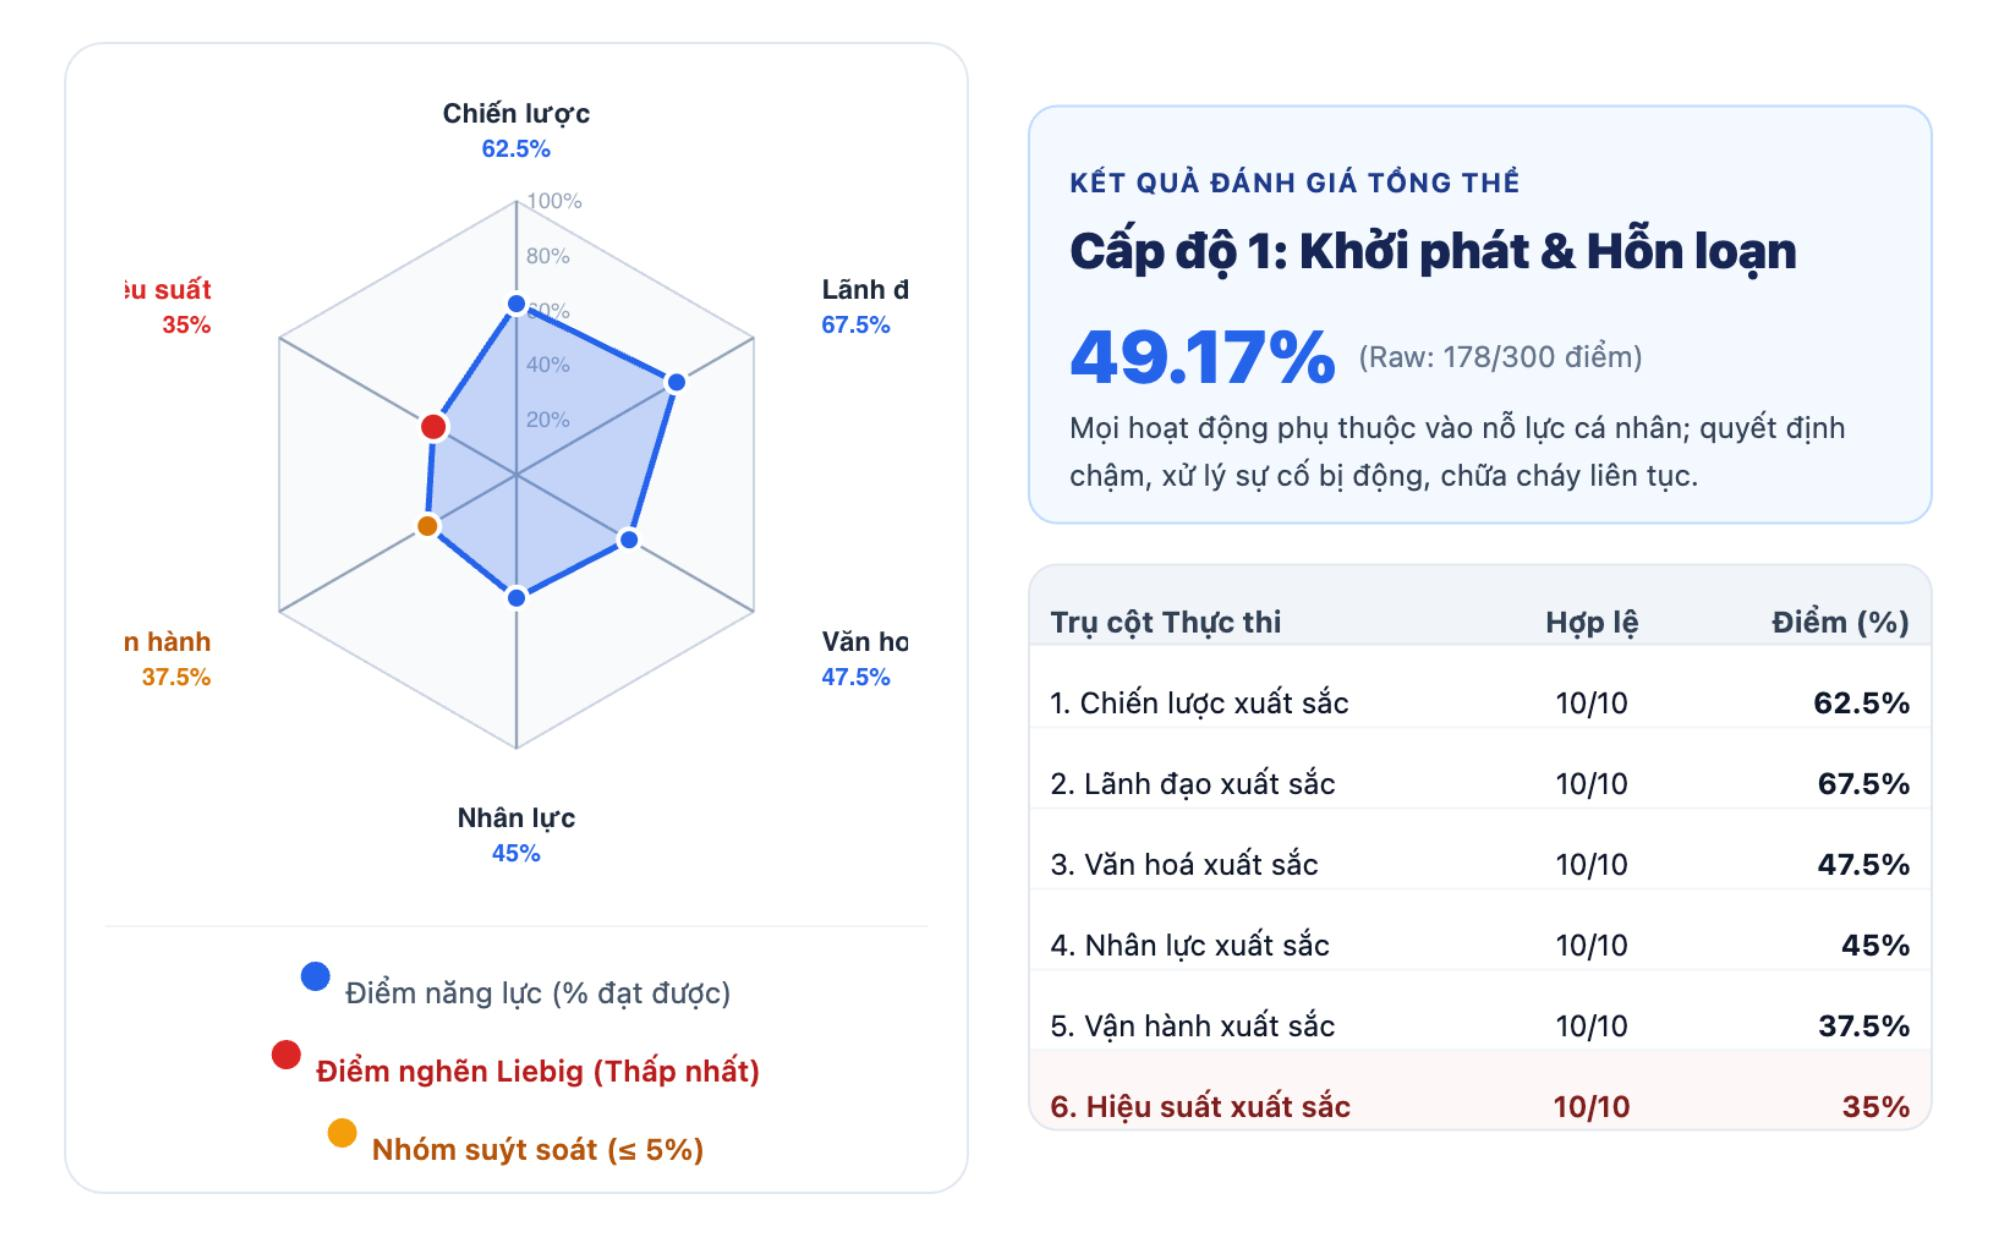 Chiến lược
62.5%
100%
80%
60%
40%
20%
Lãnh đ
67.5%
Văn ho
47.5%
Nhân lực
45%
n hành
37.5%
ệu suất
35%
Điểm năng lực (% đạt được)
Điểm nghẽn Liebig (Thấp nhất)
Nhóm suýt soát (≤ 5%)
KẾT QUẢ ĐÁNH GIÁ TỔNG THỂ
Cấp độ 1: Khởi phát & Hỗn loạn
49.17% (Raw: 178/300 điểm)
Mọi hoạt động phụ thuộc vào nỗ lực cá nhân; quyết định
chậm, xử lý sự cố bị động, chữa cháy liên tục.
Trụ cột Thực thi Hợp lệ Điểm (%)
1. Chiến lược xuất sắc 10/10 62.5%
2. Lãnh đạo xuất sắc 10/10 67.5%
3. Văn hoá xuất sắc 10/10 47.5%
4. Nhân lực xuất sắc 10/10 45%
5. Vận hành xuất sắc 10/10 37.5%
6. Hiệu suất xuất sắc 10/10 35%